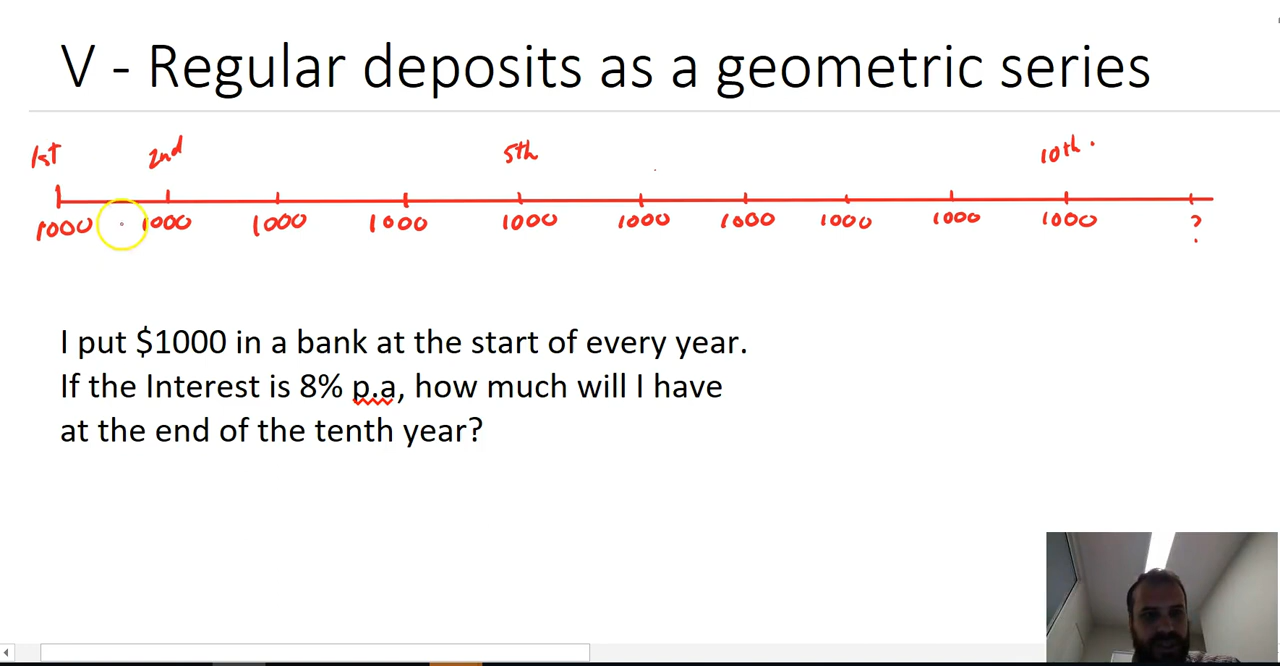 V - Regular deposits as a geometric series
1st 2nd 5th 10th.
1000 1000 1000 1000 1000 1000 1000 1000 1000 1000 ?
I put $1000 in a bank at the start of every year.
If the Interest is 8% p.a, how much will I have
at the end of the tenth year?